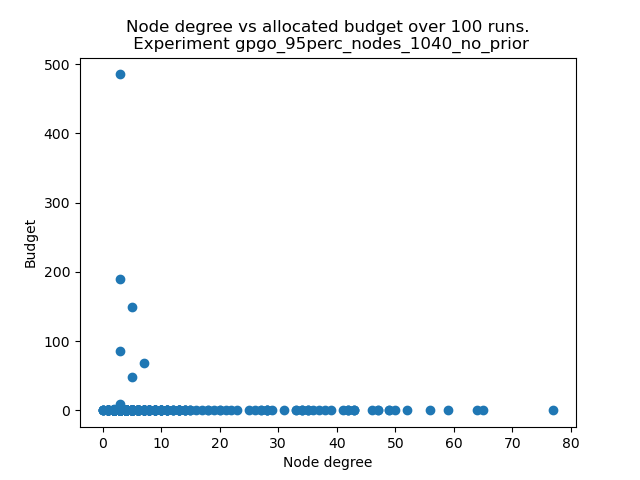 Node degree vs allocated budget over 100 runs.
Experiment gpgo_95perc_nodes_1040_no_prior
500
400
300
200
100
0
Budget
0 10 20 30 40 50 60 70 80
Node degree